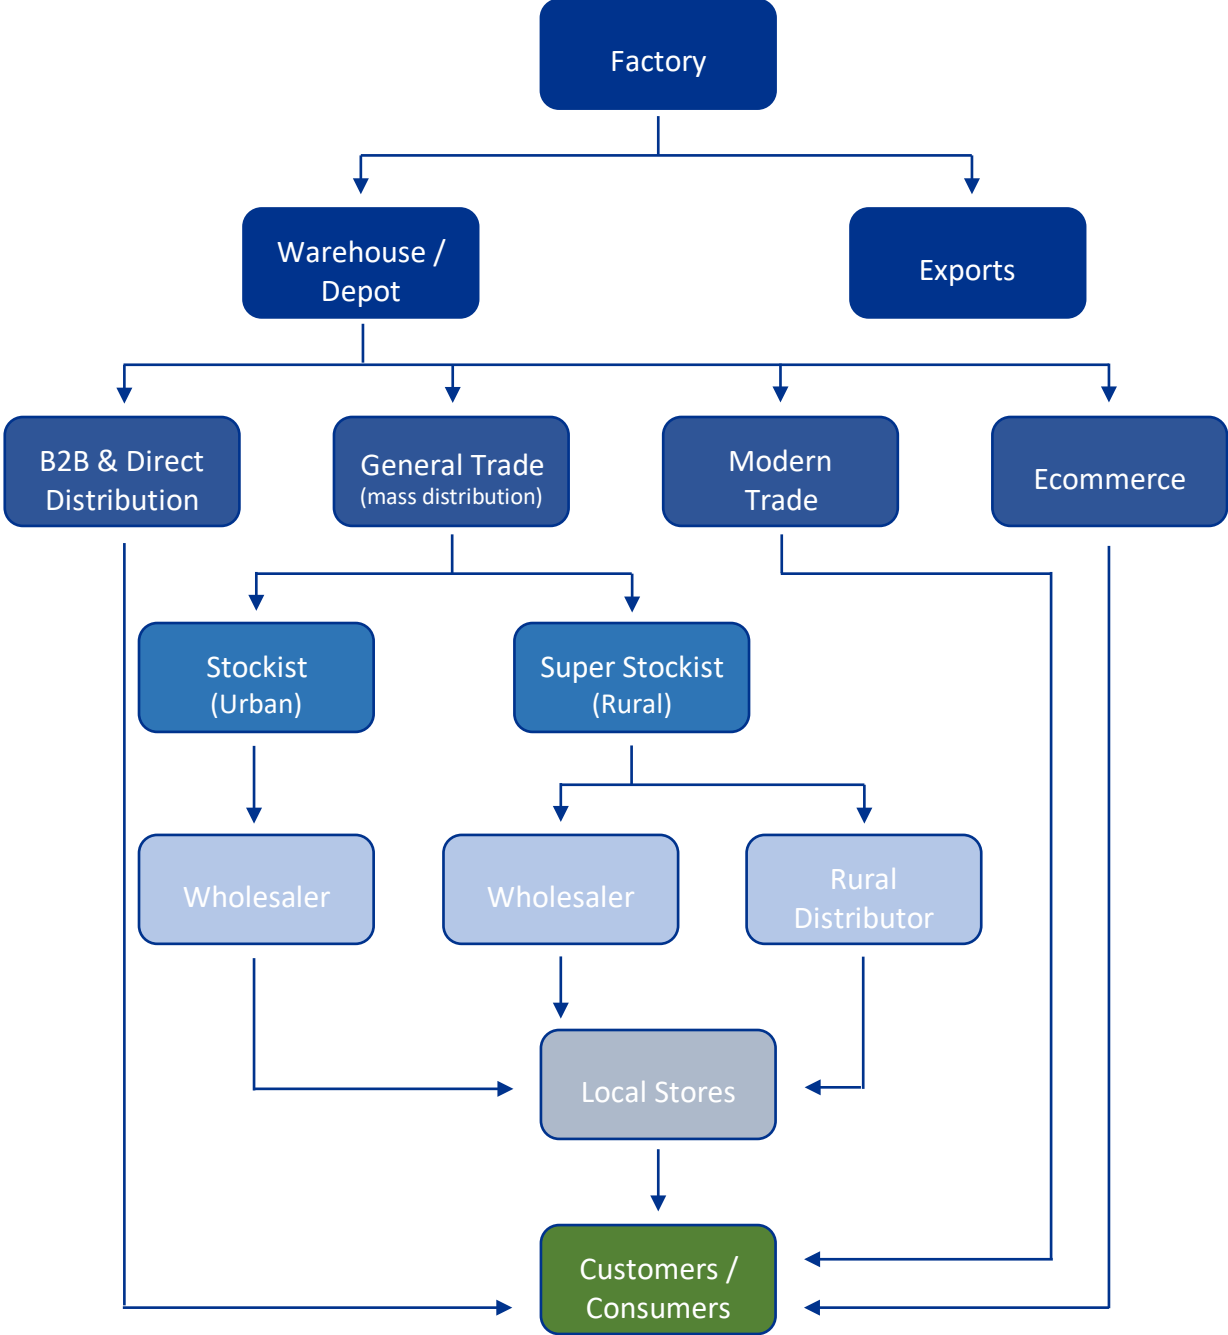 Factory
Warehouse /
Depot
Exports
B2B & Direct
Distribution
General Trade
(mass distribution)
Modern
Trade
Ecommerce
Stockist
(Urban)
Super Stockist
(Rural)
Wholesaler
Wholesaler
Rural
Distributor
Local Stores
Customers /
Consumers